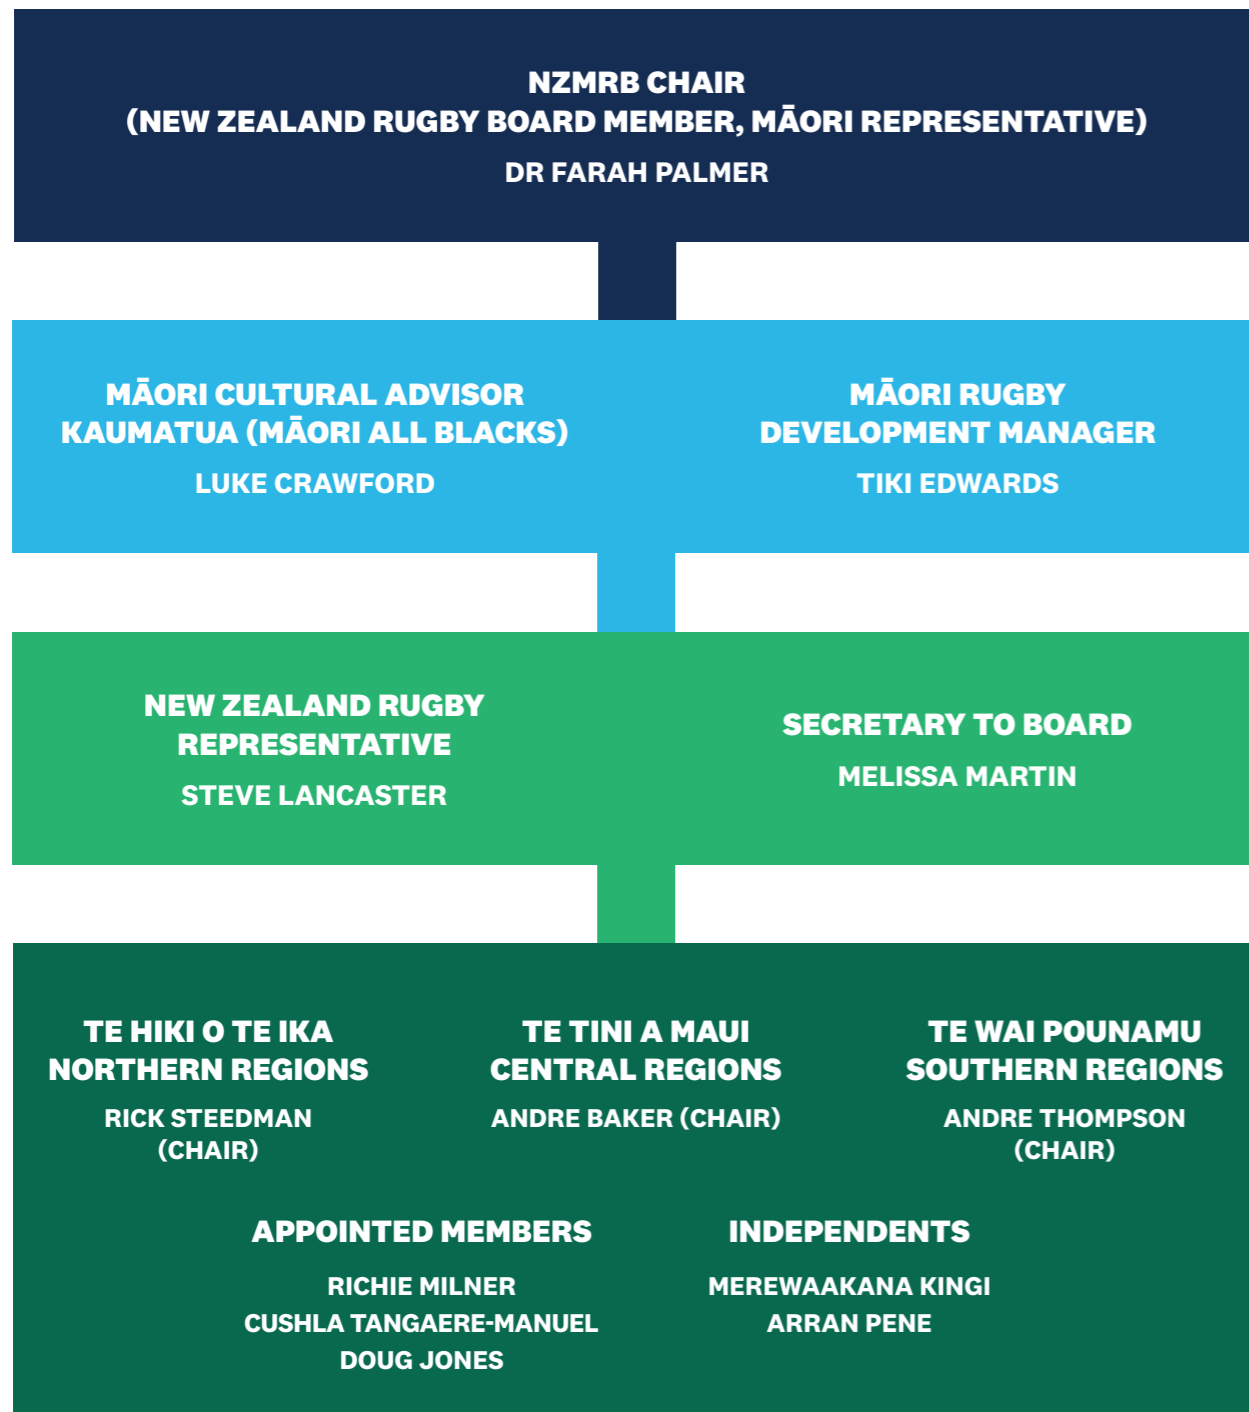 NZMRB CHAIR
(NEW ZEALAND RUGBY BOARD MEMBER, MĀORI REPRESENTATIVE)
DR FARAH PALMER
MĀORI CULTURAL ADVISOR
KAUMATUA (MĀORI ALL BLACKS)
LUKE CRAWFORD
MĀORI RUGBY
DEVELOPMENT MANAGER
TIKI EDWARDS
NEW ZEALAND RUGBY
REPRESENTATIVE
STEVE LANCASTER
SECRETARY TO BOARD
MELISSA MARTIN
TE HIKI O TE IKA
NORTHERN REGIONS
RICK STEEDMAN
(CHAIR)
TE TINI A MAUI
CENTRAL REGIONS
ANDRE BAKER (CHAIR)
TE WAI POUNAMU
SOUTHERN REGIONS
ANDRE THOMPSON
(CHAIR)
APPOINTED MEMBERS
RICHIE MILNER
CUSHLA TANGAERE-MANUEL
DOUG JONES
INDEPENDENTS
MEREWAAKANA KINGI
ARRAN PENE